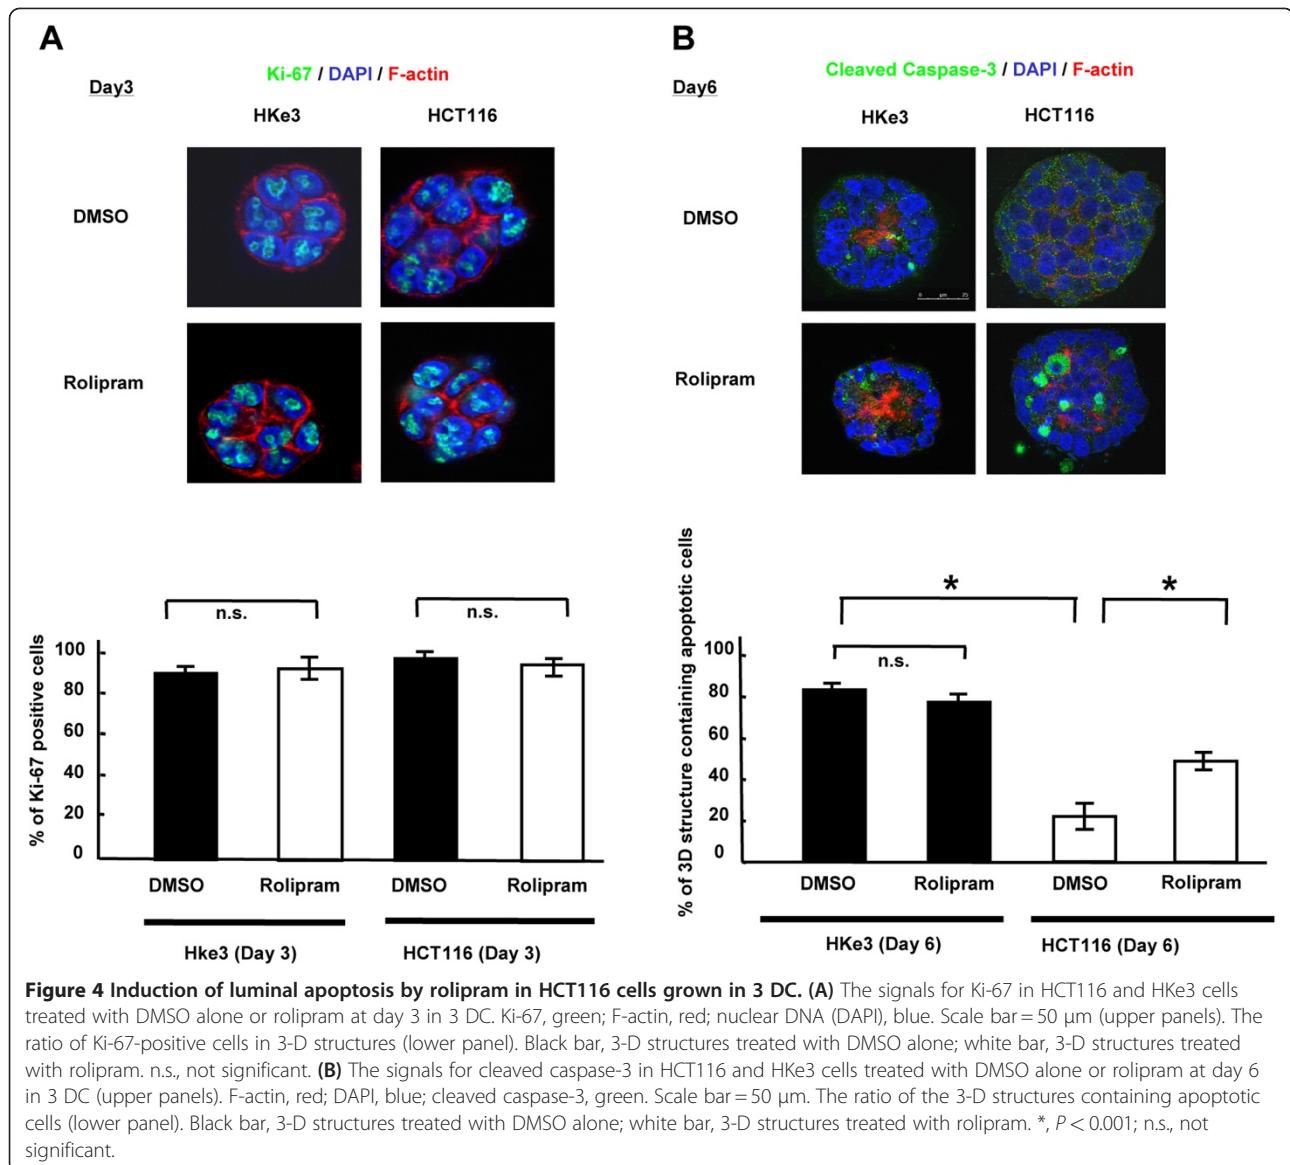 A
Ki-67 / DAPI / F-actin
Day3
HKe3
HCT116
DMSO
Rolipram
% of Ki-67 positive cells
100
80
60
40
20
0
n.s.
n.s.
DMSO
Rolipram
DMSO
Rolipram
Hke3 (Day 3)
HCT116 (Day 3)
B
Cleaved Caspase-3 / DAPI / F-actin
Day6
HKe3
HCT116
DMSO
0 µm 25
Rolipram
% of 3D structure containing apoptotic cells
100
80
60
40
20
0
*
*
n.s.
DMSO
Rolipram
DMSO
Rolipram
HKe3 (Day 6)
HCT116 (Day 6)
Figure 4 Induction of luminal apoptosis by rolipram in HCT116 cells grown in 3 DC. (A) The signals for Ki-67 in HCT116 and HKe3 cells
treated with DMSO alone or rolipram at day 3 in 3 DC. Ki-67, green; F-actin, red; nuclear DNA (DAPI), blue. Scale bar = 50 µm (upper panels). The
ratio of Ki-67-positive cells in 3-D structures (lower panel). Black bar, 3-D structures treated with DMSO alone; white bar, 3-D structures treated
with rolipram. n.s., not significant. (B) The signals for cleaved caspase-3 in HCT116 and HKe3 cells treated with DMSO alone or rolipram at day 6
in 3 DC (upper panels). F-actin, red; DAPI, blue; cleaved caspase-3, green. Scale bar = 50 µm. The ratio of the 3-D structures containing apoptotic
cells (lower panel). Black bar, 3-D structures treated with DMSO alone; white bar, 3-D structures treated with rolipram. *, P < 0.001; n.s., not
significant.